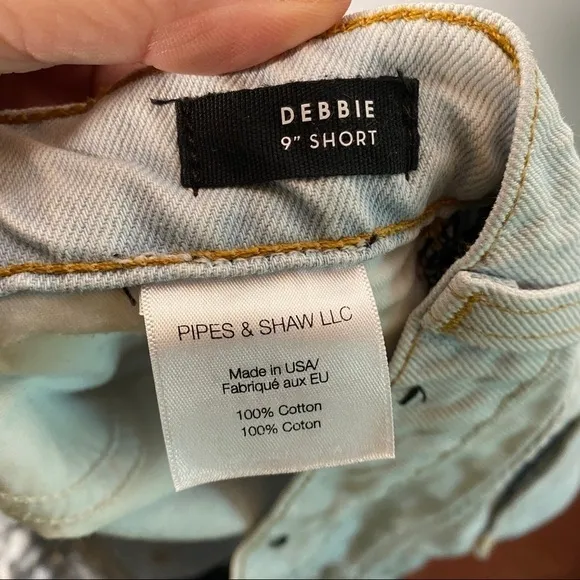 DEBBIE
9" SHORT
PIPES & SHAW LLC
Made in USA/
Fabriqué aux EU
100% Cotton
100% Coton